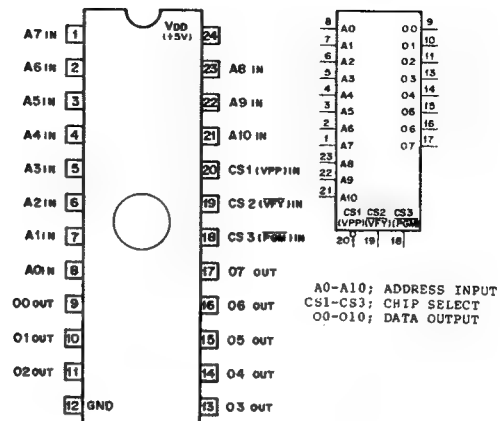 A7 IN 1 VDD (+5V) 24
A6 IN 2 23 A8 IN
A5 IN 3 22 A9 IN
A4 IN 4 21 A10 IN
A3 IN 5 20 CS1 (VPP) IN
A2 IN 6 19 CS2 (VFY) IN
A1 IN 7 18 CS3 (PGM) IN
A0 IN 8 17 O7 OUT
O0 OUT 9 16 O6 OUT
O1 OUT 10 15 O5 OUT
O2 OUT 11 14 O4 OUT
12 GND 13 O3 OUT
8 A0 O0 9
7 A1 O1 10
6 A2 O2 11
5 A3 O3 13
4 A4 O4 14
3 A5 O5 15
2 A6 O6 16
1 A7 O7 17
23 A8
22 A9
21 A10
CS1 CS2 CS3
(VPP) (VFY) (PGM)
20 19 18
A0-A10; ADDRESS INPUT
CS1-CS3; CHIP SELECT
O0-O10; DATA OUTPUT